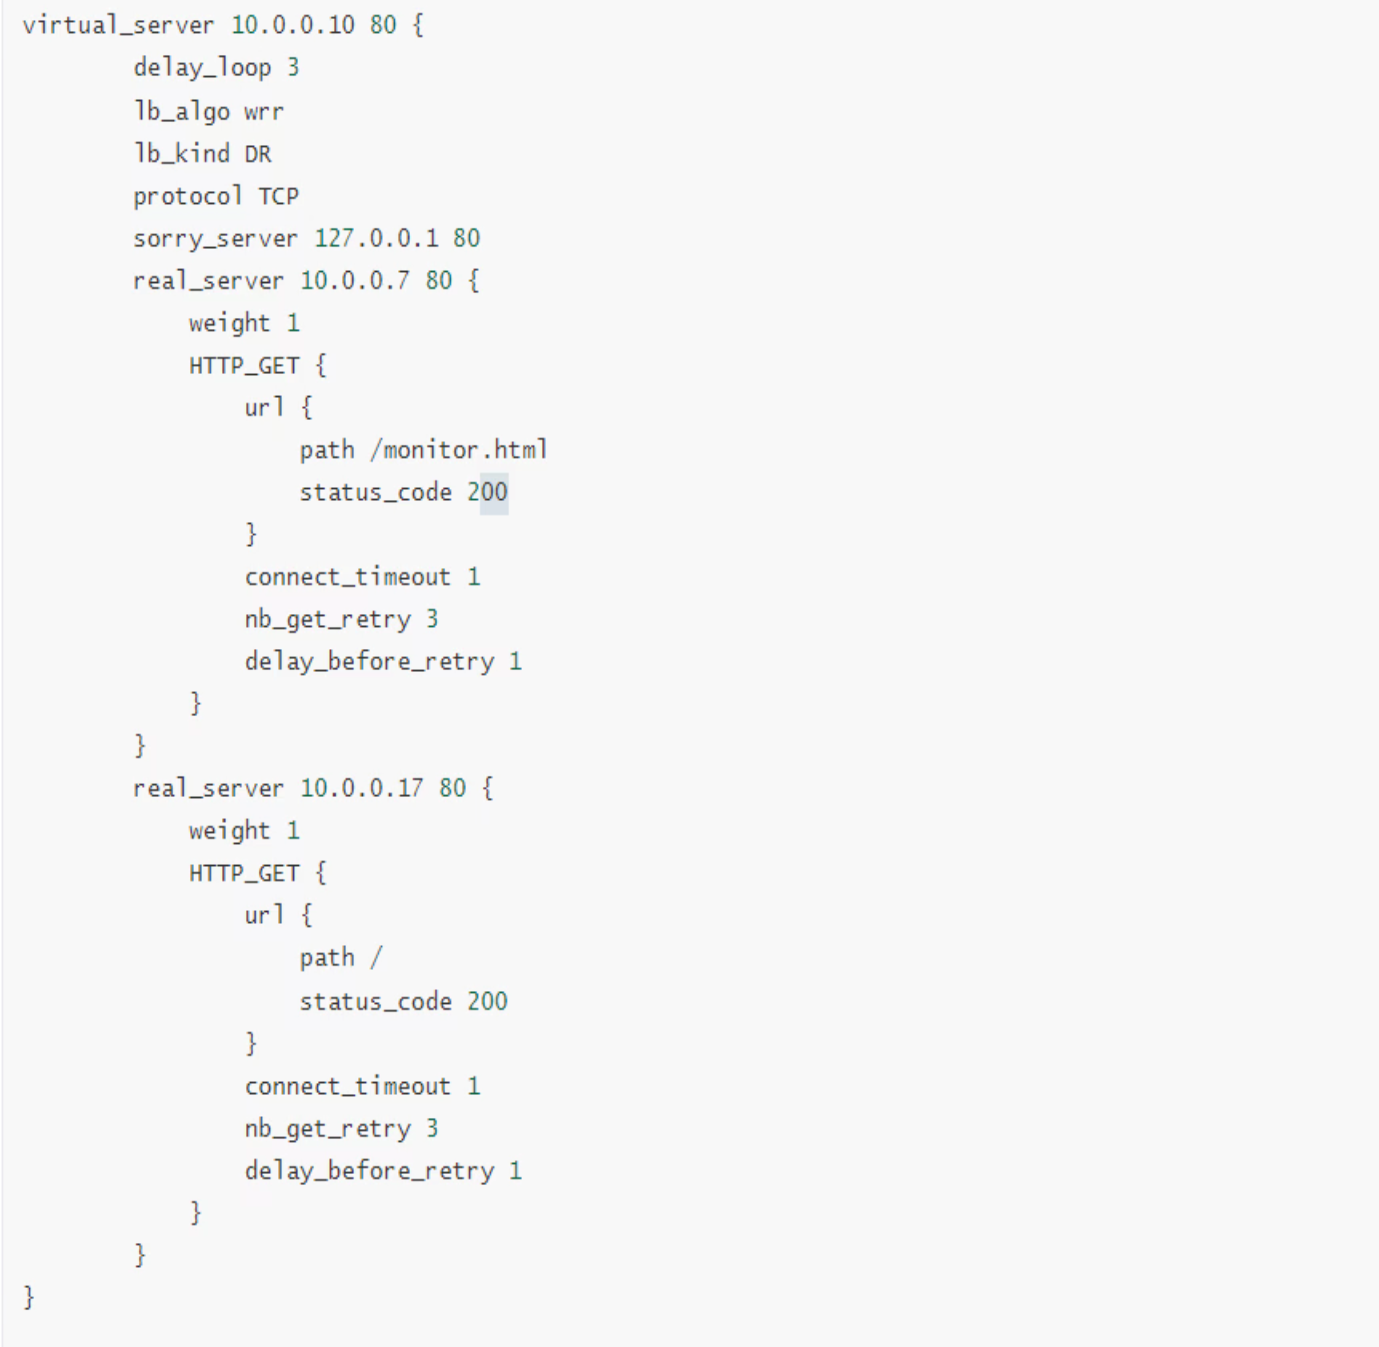 virtual_server 10.0.0.10 80 {
delay_loop 3
lb_algo wrr
lb_kind DR
protocol TCP
sorry_server 127.0.0.1 80
real_server 10.0.0.7 80 {
weight 1
HTTP_GET {
url {
path /monitor.html
status_code 200
}
connect_timeout 1
nb_get_retry 3
delay_before_retry 1
}
}
real_server 10.0.0.17 80 {
weight 1
HTTP_GET {
url {
path /
status_code 200
}
connect_timeout 1
nb_get_retry 3
delay_before_retry 1
}
}
}